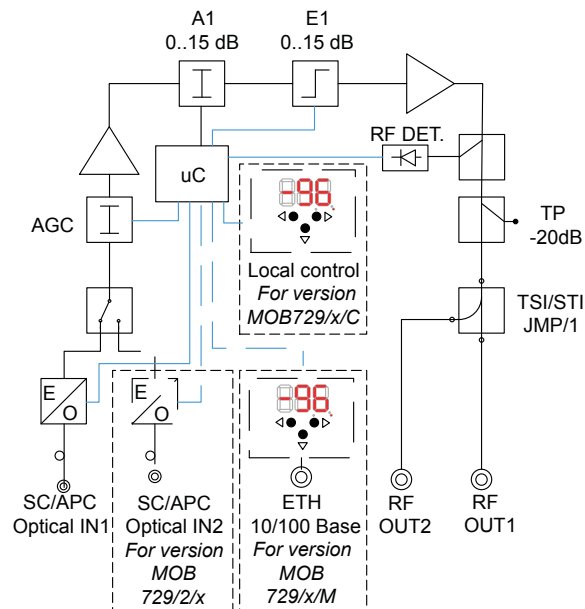 A1
0..15 dB
E1
0..15 dB
RF DET.
uC
-96
AGC
TP
-20dB
Local control
For version
MOB729/x/C
TSI/STI
JMP/1
E
O
E
O
-96
SC/APC
Optical IN1
SC/APC
Optical IN2
For version
MOB
729/2/x
ETH
10/100 Base
For version
MOB
729/x/M
RF
OUT2
RF
OUT1